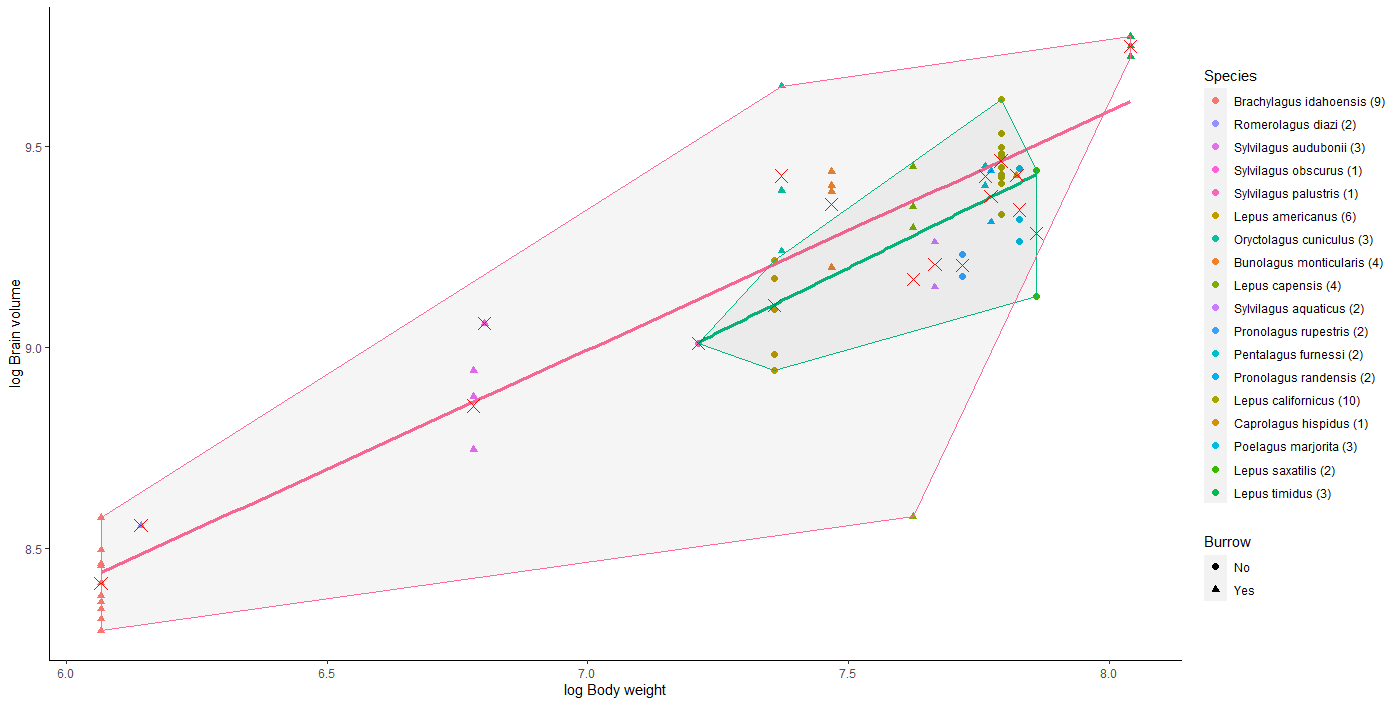 log Brain volume
9.5
9.0
8.5
6.0
6.5
7.0
7.5
8.0
log Body weight
Species
Brachylagus idahoensis (9)
Romerolagus diazi (2)
Sylvilagus audubonii (3)
Sylvilagus obscurus (1)
Sylvilagus palustris (1)
Lepus americanus (6)
Oryctolagus cuniculus (3)
Bunolagus monticularis (4)
Lepus capensis (4)
Sylvilagus aquaticus (2)
Pronolagus rupestris (2)
Pentalagus furnessi (2)
Pronolagus randensis (2)
Lepus californicus (10)
Caprolagus hispidus (1)
Poelagus marjorita (3)
Lepus saxatilis (2)
Lepus timidus (3)
Burrow
No
Yes